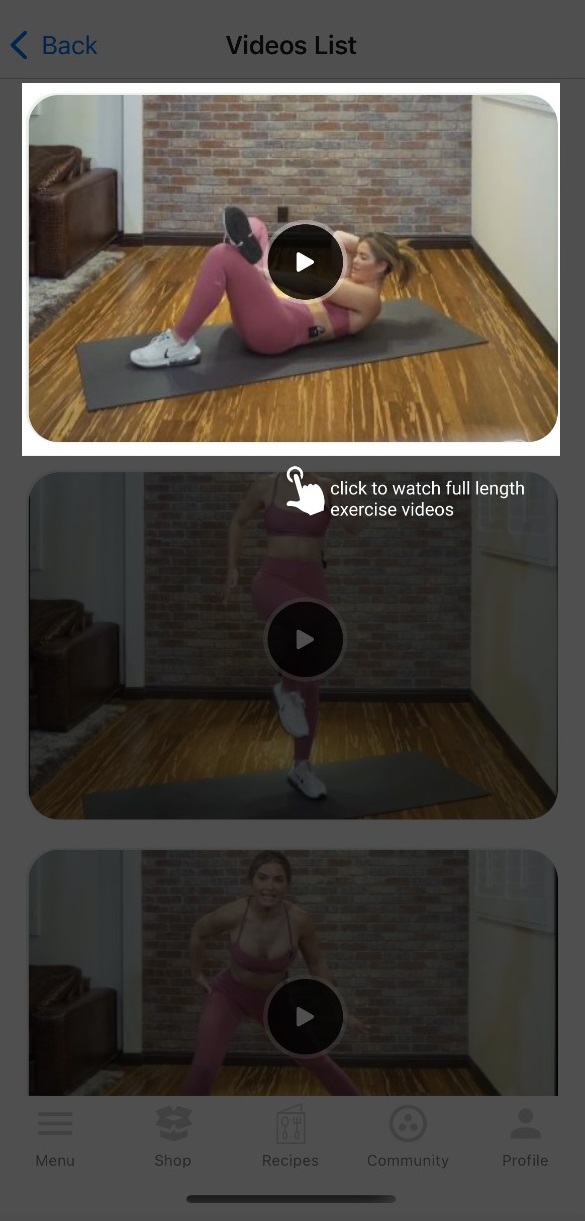 Back
Videos List
click to watch full length
exercise videos
Menu
Shop
Recipes
Community
Profile